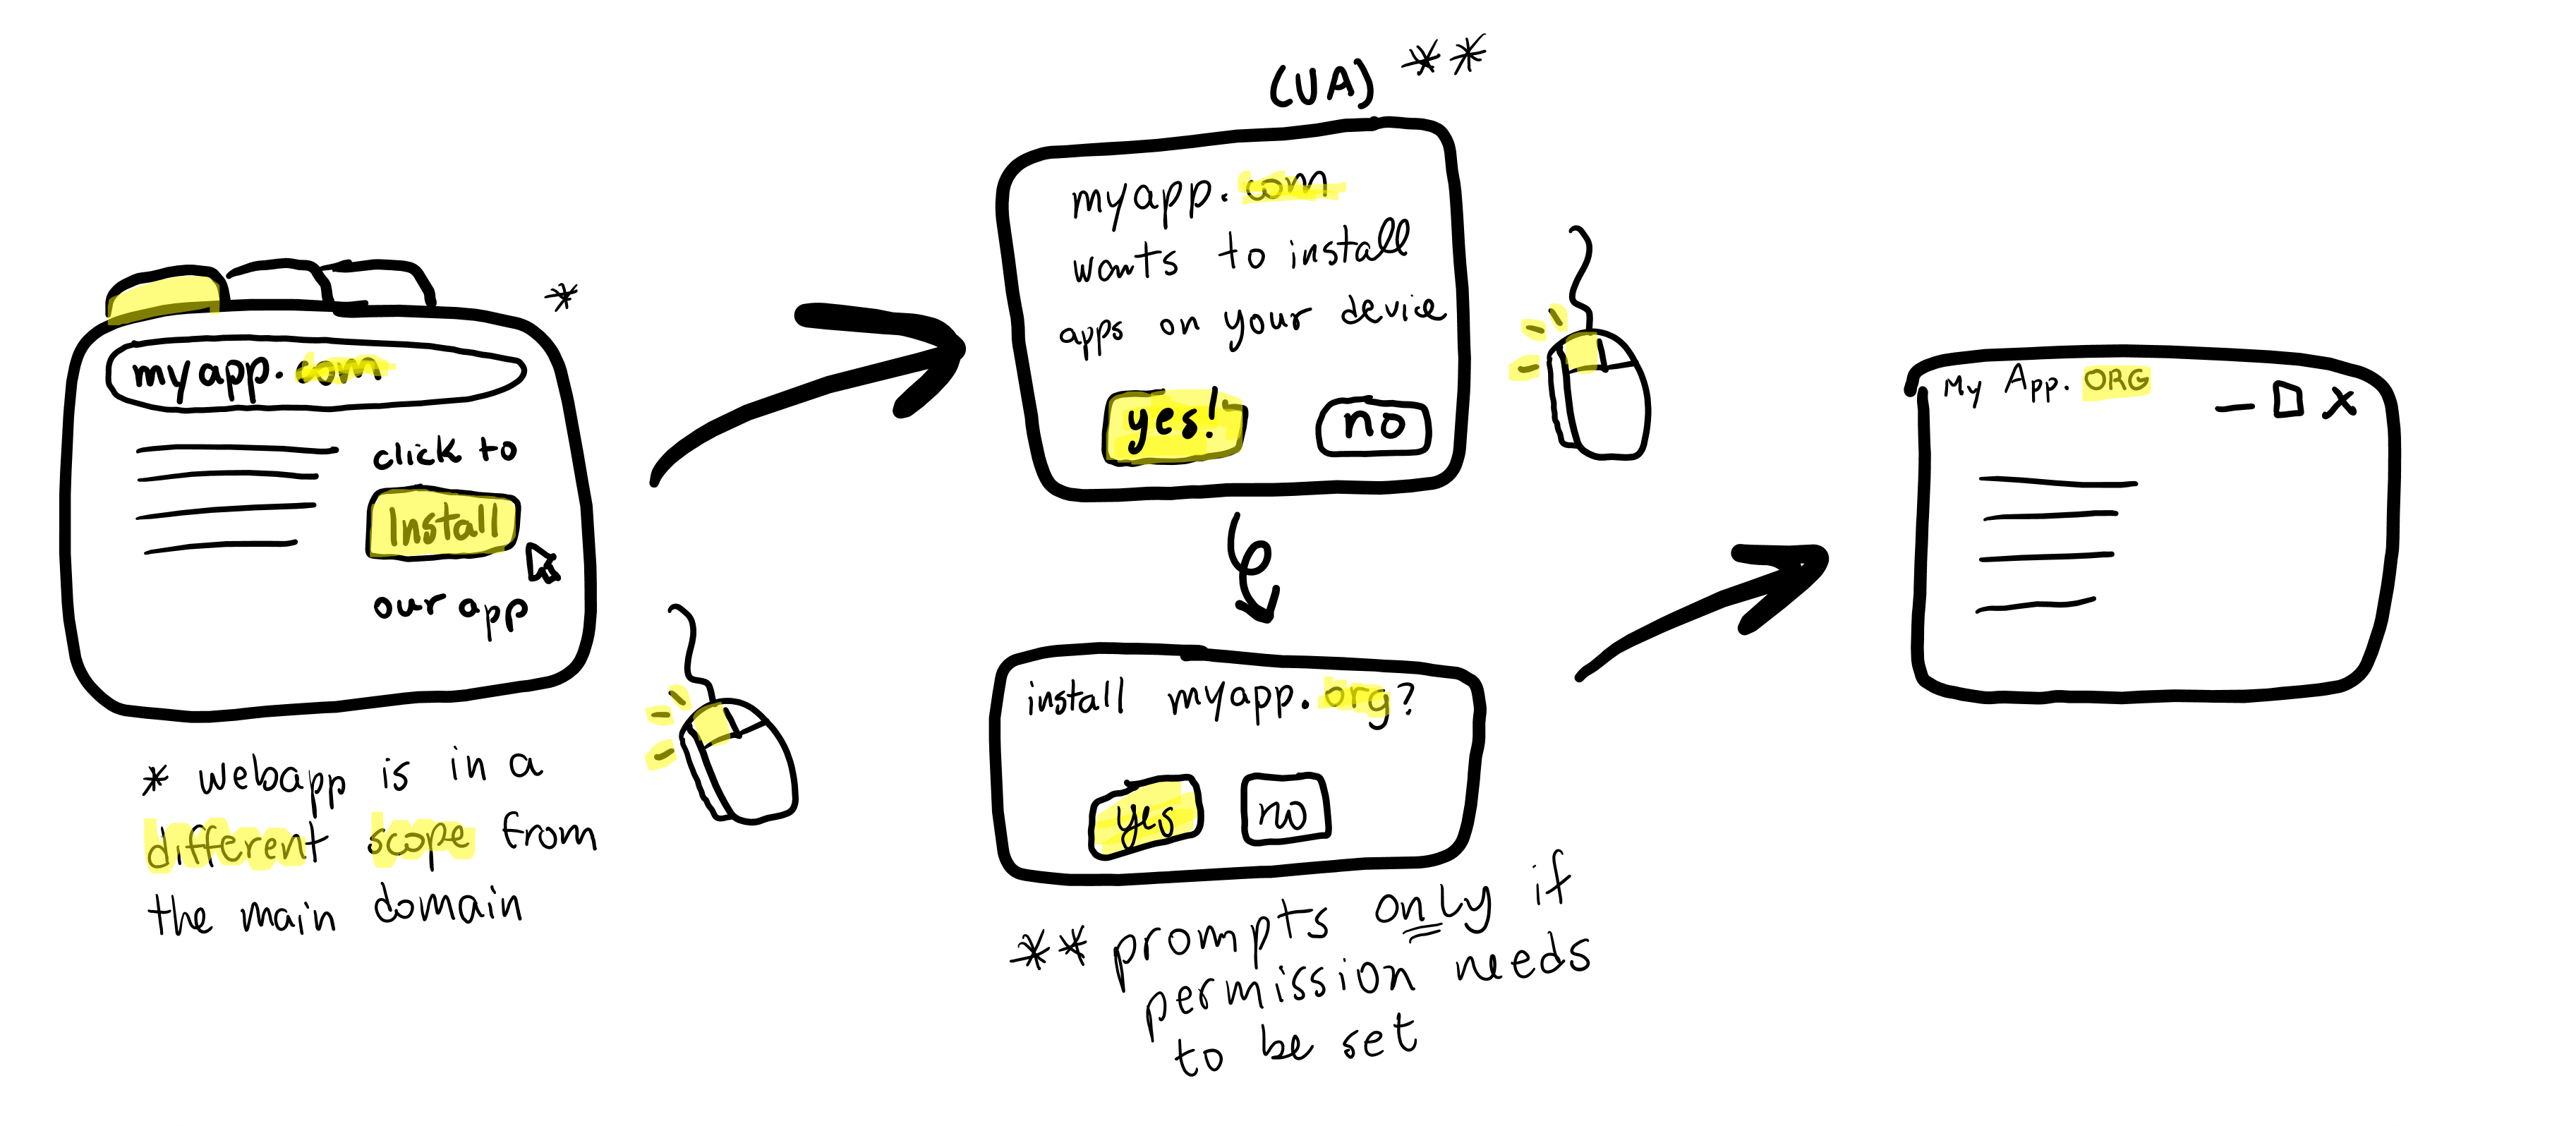 *
myapp.com
click to
Install
our app
* webapp is in a
different scope from
the main domain
(UA) **
myapp.com
wants to install
apps on your device
yes!
no
install myapp.org?
yes
no
** prompts only if
permission needs
to be set
My App.ORG